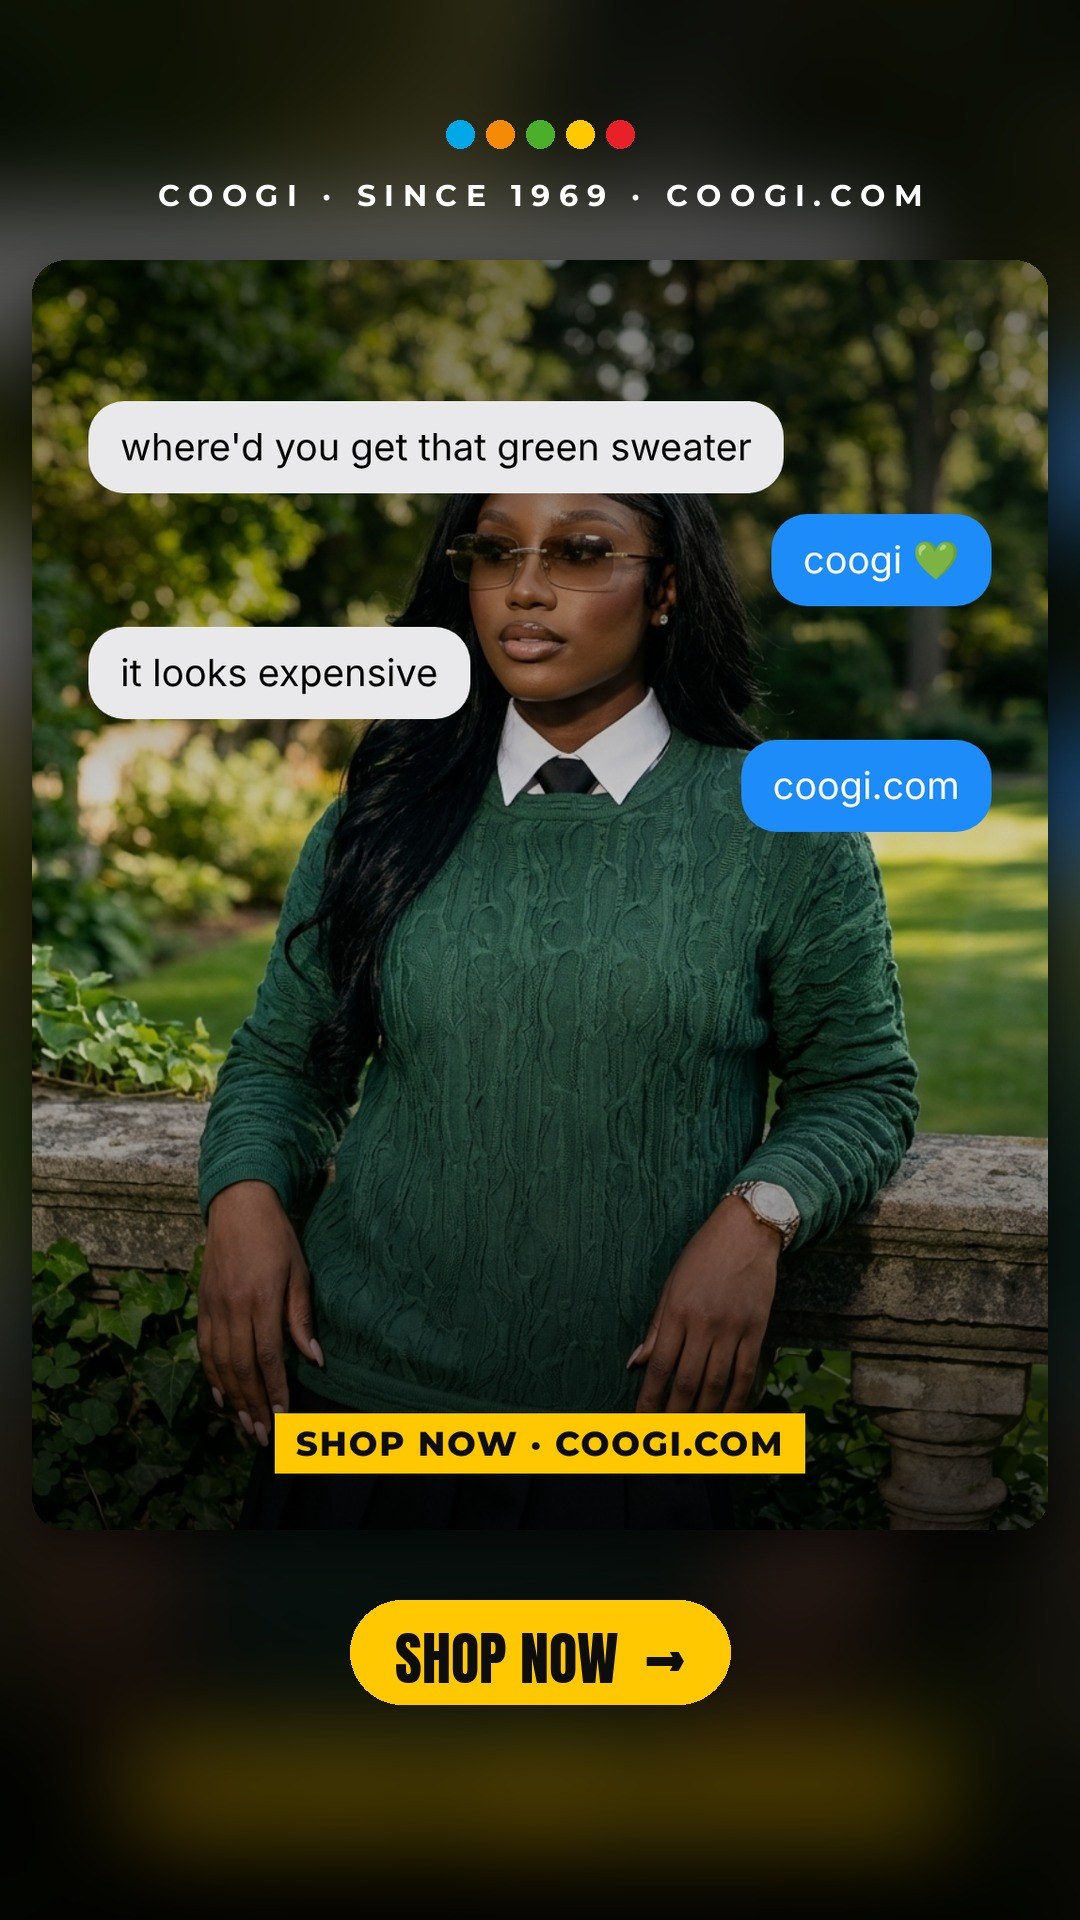 COOGI · SINCE 1969 · COOGI.COM
where'd you get that green sweater
coogi 💚
it looks expensive
coogi.com
SHOP NOW · COOGI.COM
SHOP NOW →